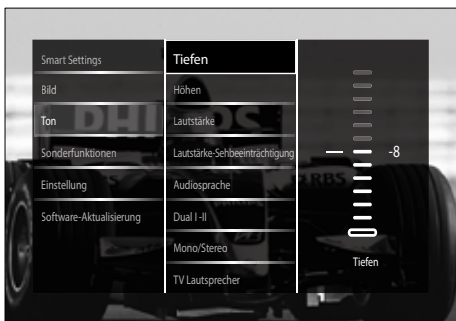 Smart Settings
Bild
Ton
Sonderfunktionen
Einstellung
Software-Aktualisierung
Tiefen
Höhen
Lautstärke
Lautstärke-Sehbeeinträchtigung
Audiosprache
Dual I -II
Mono/Stereo
TV Lautsprecher
-8
Tiefen